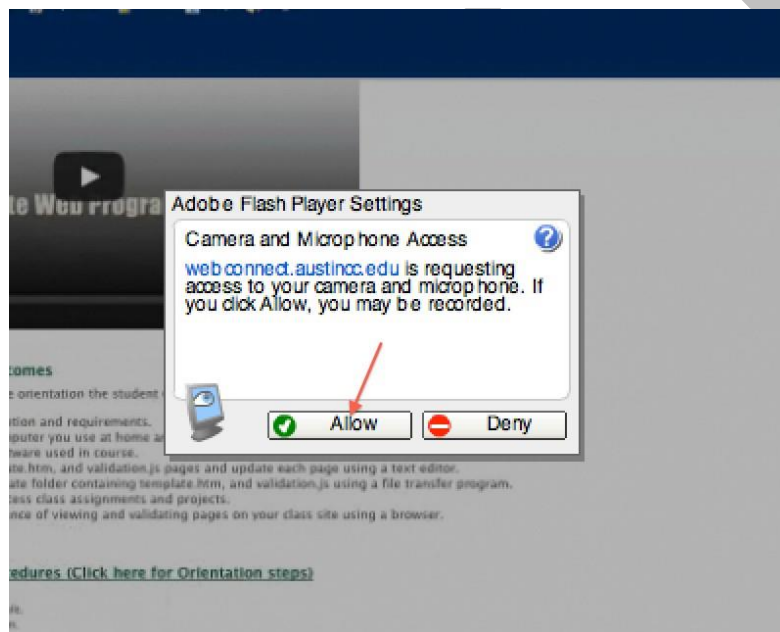 te Web Progra
Adobe Flash Player Settings
Camera and Microphone Access
webconnect.austincc.edu is requesting
access to your camera and microphone. If
you click Allow, you may be recorded.
Allow
Deny
comes
e orientation the student
tion and requirements.
puter you use at home a
ware used in course.
te.htm, and validation.js pages and update each page using a text editor.
ate folder containing template.htm, and validation.js using a file transfer program.
cess class assignments and projects.
nce of viewing and validating pages on your class site using a browser.
edures (Click here for Orientation steps)